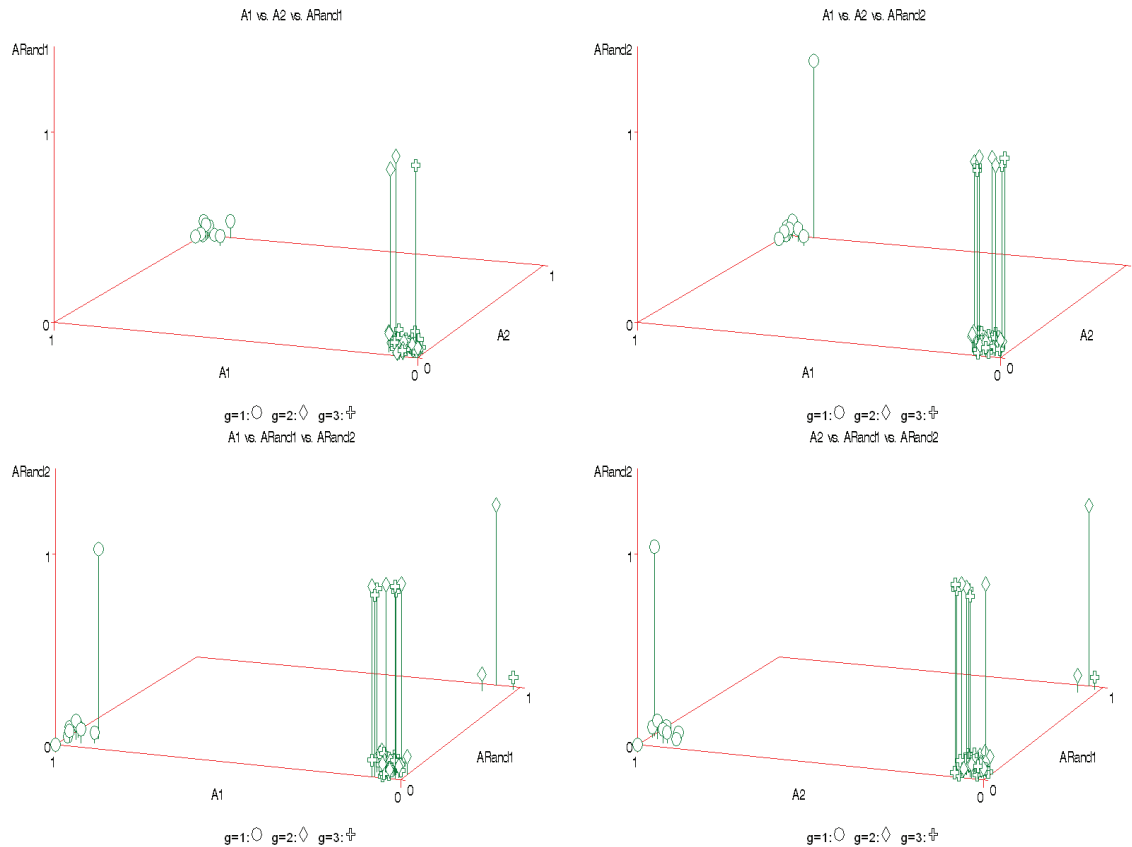 A1 vs. A2 vs. ARand1
ARand1
1
0
1
A1
0
0
A2
1
g=1: g=2: g=3:
A1 vs. A2 vs. ARand2
ARand2
1
0
1
A1
0
0
A2
g=1: g=2: g=3:
A1 vs. ARand1 vs. ARand2
ARand2
1
0
1
A1
0
0
ARand1
1
g=1: g=2: g=3:
A2 vs. ARand1 vs. ARand2
ARand2
1
0
1
A2
0
0
ARand1
1
g=1: g=2: g=3: